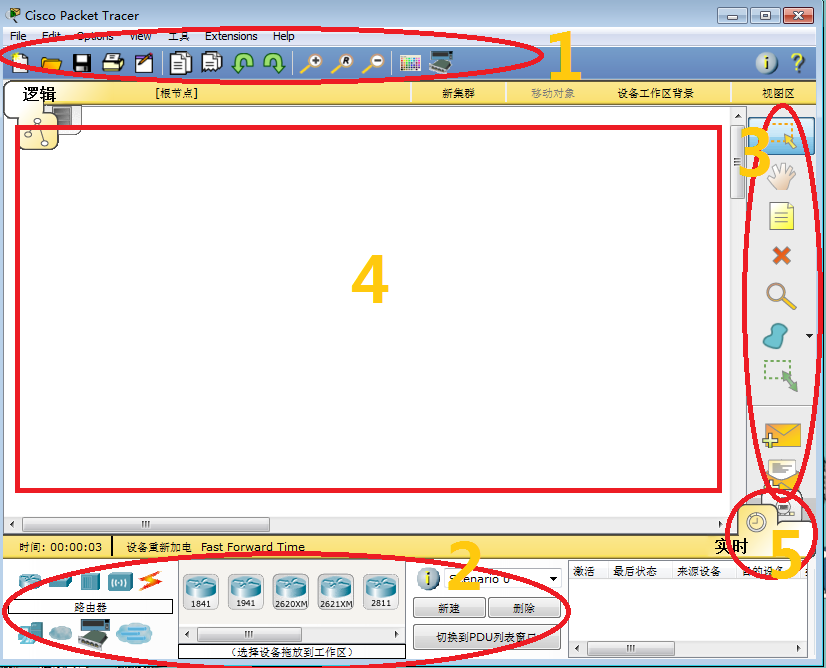 Cisco Packet Tracer
File Edit Options View 工具 Extensions Help
1
逻辑 [根节点] 新集群 移动对象 设备工作区背景 视图区
3
4
时间: 00:00:03 设备重新加电 Fast Forward Time 实时
5
2
Scenario 0
激活 最后状态 来源设备 目的设备
1841 1941 2620XM 2621XM 2811
路由器
新建 删除
切换到PDU列表窗口
(选择设备拖放到工作区)